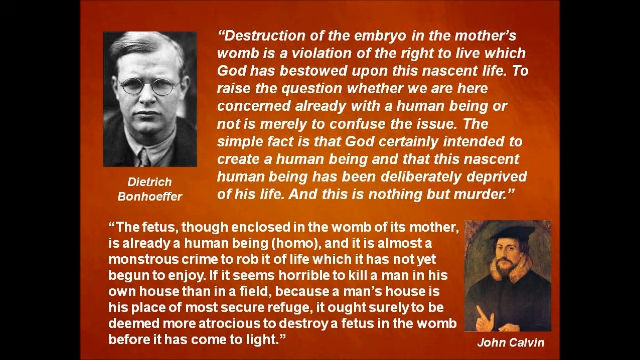 “Destruction of the embryo in the mother’s
womb is a violation of the right to live which
God has bestowed upon this nascent life. To
raise the question whether we are here
concerned already with a human being or
not is merely to confuse the issue. The
simple fact is that God certainly intended to
create a human being and that this nascent
human being has been deliberately deprived
of his life. And this is nothing but murder.”
Dietrich
Bonhoeffer
“The fetus, though enclosed in the womb of its mother,
is already a human being (homo), and it is almost a
monstrous crime to rob it of life which it has not yet
begun to enjoy. If it seems horrible to kill a man in his
own house than in a field, because a man’s house is
his place of most secure refuge, it ought surely to be
deemed more atrocious to destroy a fetus in the womb
before it has come to light.”
John Calvin